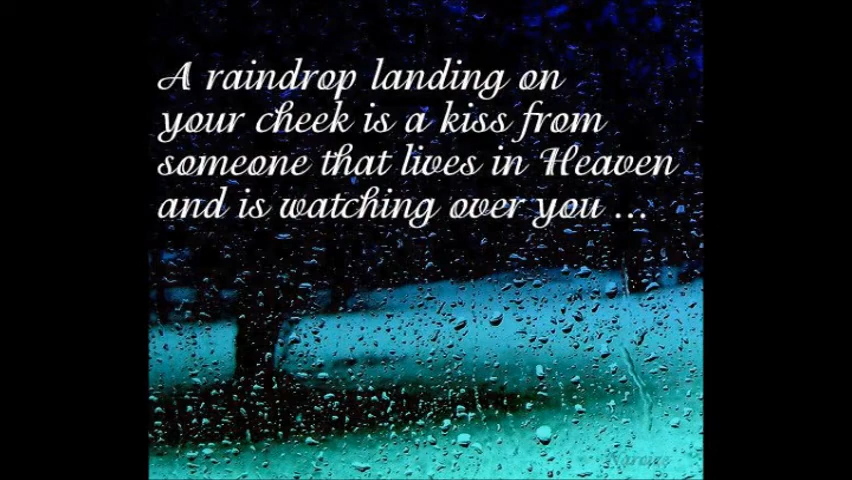 A raindrop landing on
your cheek is a kiss from
someone that lives in Heaven
and is watching over you ...